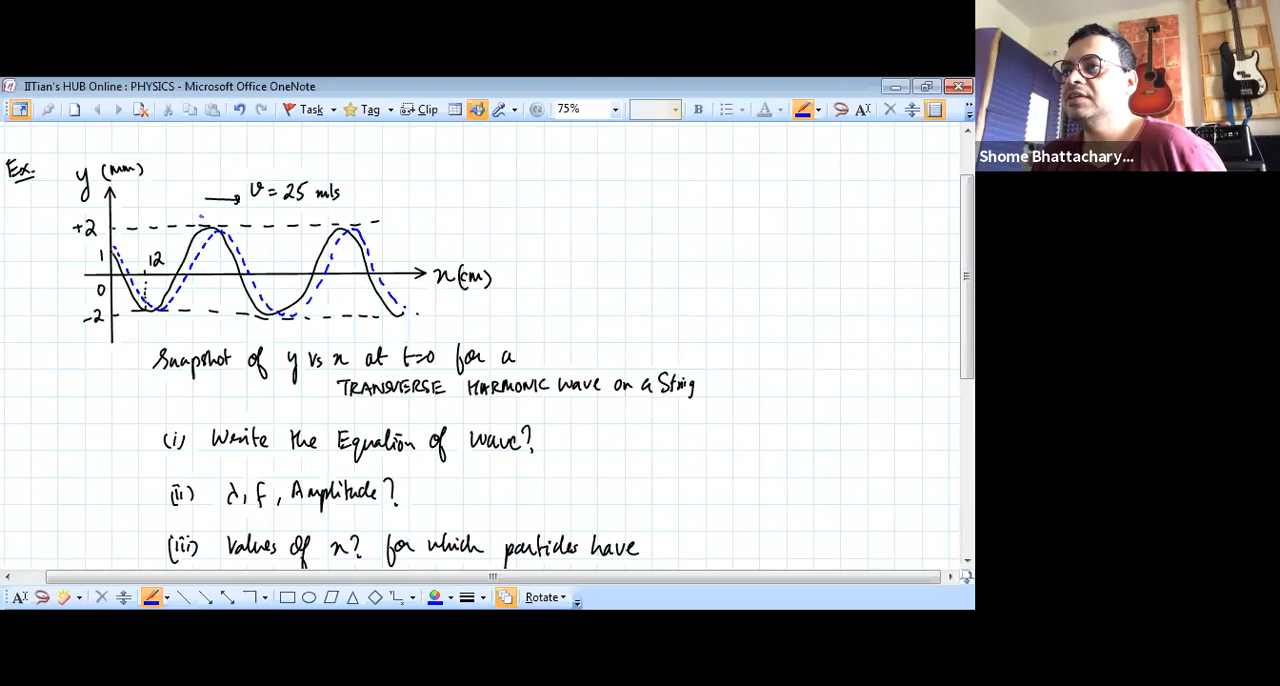 IITian's HUB Online : PHYSICS - Microsoft Office OneNote
Task
Tag
Clip
75%
B
A
Shome Bhattachary...
Ex.
y (mm)
→ v = 25 m/s
+2
1
12
0
x(cm)
-2
Snapshot of y vs x at t=0 for a
TRANSVERSE HARMONIC wave on a String
(i) Write the Equation of wave?
(ii) λ, f, Amplitude?
(iii) Values of x? for which particles have
Rotate